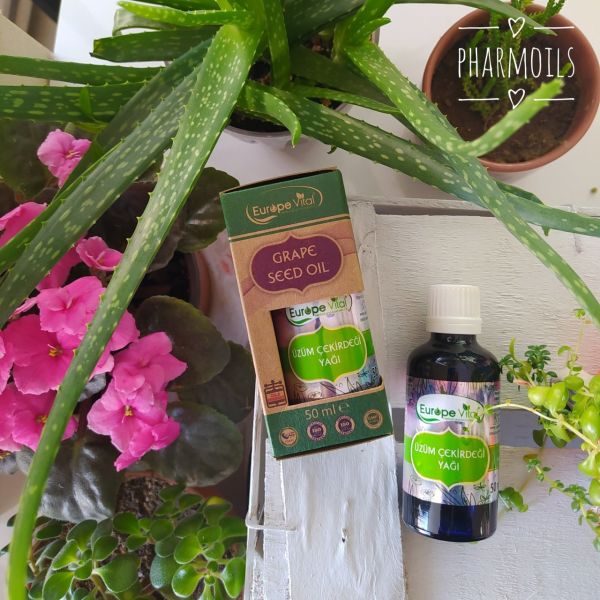 PHARMOILS
Europe Vital
GRAPE
SEED OIL
Europe Vital
ÜZÜM ÇEKİRDEĞİ
YAĞI
50 ml e
Europe Vital
ÜZÜM ÇEKİRDEĞİ
YAĞI